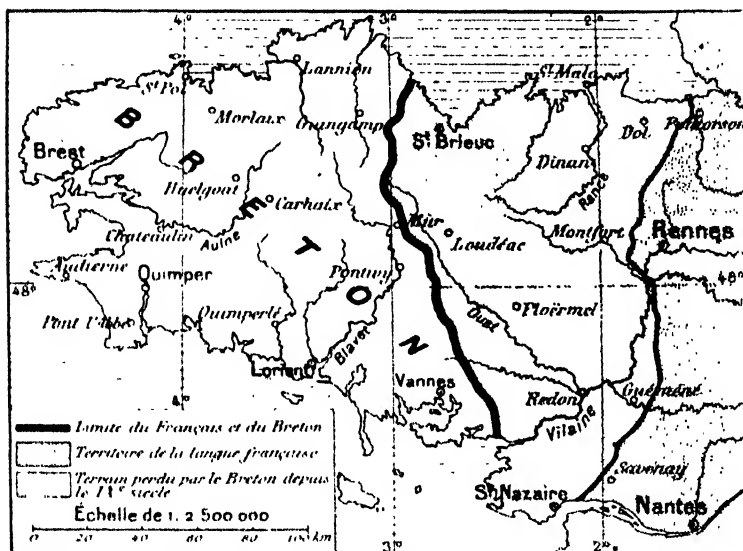 4° 3° 2°
Lannion
St Malo
St Pol
Morlaix
Guingamp
St Brieuc
Dol
Pontorson
BRETON
Brest
Dinan
Rance
Huelgoat
Carhaix
Mûr
Loudéac
Montfort
Rennes
Chateaulin
Aulne
Audierne
Quimper
Pontivy
48°
48°
Pont l'Abbé
Quimperlé
Oust
Ploërmel
Lorient
Blavet
Vannes
Redon
Guéméné
4°
Vilaine
Limite du Français et du Breton
Territoire de la langue française
Terrain perdu par le Breton depuis
le siècle
Savenay
St Nazaire
Nantes
Échelle de 1: 2 500 000
0 20 40 60 80 100 km
3° 2°